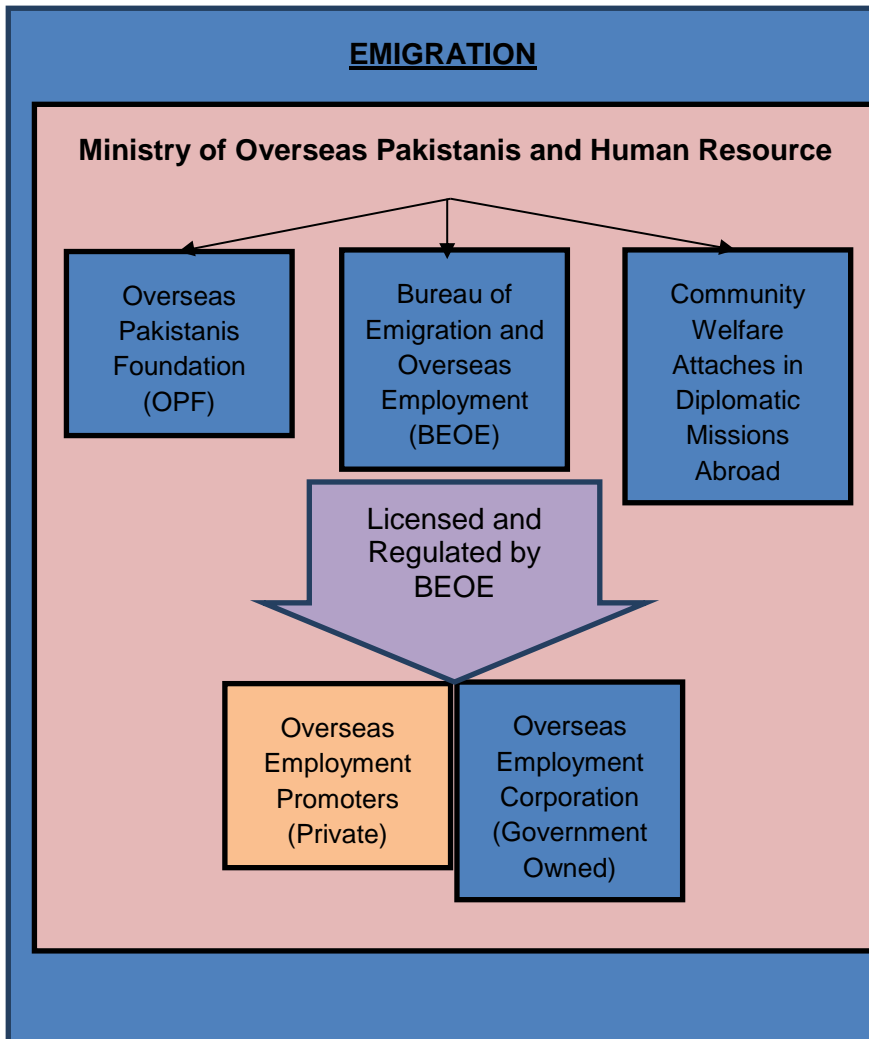 EMIGRATION
Ministry of Overseas Pakistanis and Human Resource
Overseas
Pakistanis
Foundation
(OPF)
Bureau of
Emigration and
Overseas
Employment
(BEOE)
Community
Welfare
Attaches in
Diplomatic
Missions
Abroad
Licensed and
Regulated by
BEOE
Overseas
Employment
Promoters
(Private)
Overseas
Employment
Corporation
(Government
Owned)